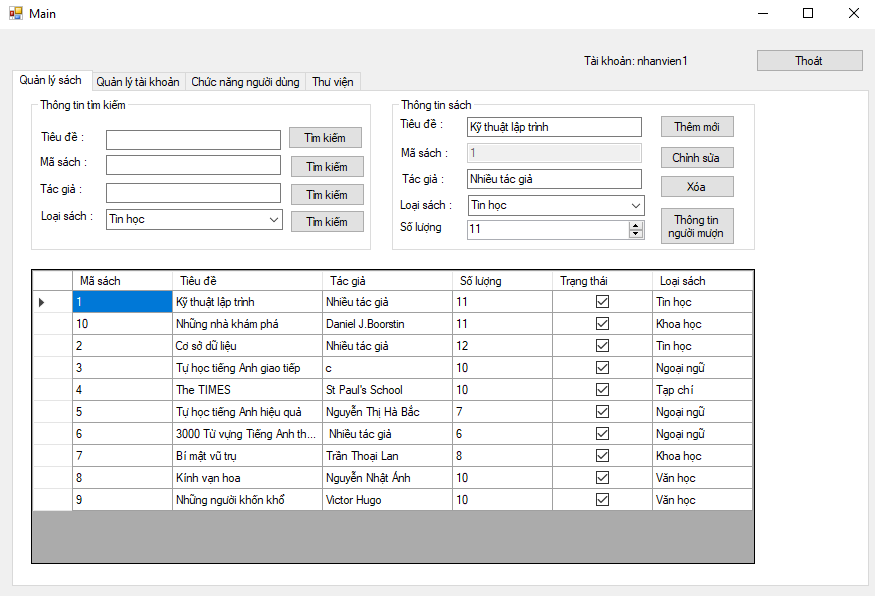 Main
Tài khoản: nhanvien1
Thoát
Quản lý sách Quản lý tài khoản Chức năng người dùng Thư viện
Thông tin tìm kiếm
Tiêu đề :
Tìm kiếm
Mã sách :
Tìm kiếm
Tác giả :
Tìm kiếm
Loại sách : Tin học
Tìm kiếm
Thông tin sách
Tiêu đề : Kỹ thuật lập trình
Thêm mới
Mã sách : 1
Chỉnh sửa
Tác giả : Nhiều tác giả
Xóa
Loại sách : Tin học
Số lượng 11
Thông tin
người mượn
Mã sách Tiêu đề Tác giả Số lượng Trạng thái Loại sách
1 Kỹ thuật lập trình Nhiều tác giả 11 Tin học
10 Những nhà khám phá Daniel J.Boorstin 11 Khoa học
2 Cơ sở dữ liệu Nhiều tác giả 12 Tin học
3 Tự học tiếng Anh giao tiếp c 10 Ngoại ngữ
4 The TIMES St Paul's School 10 Tạp chí
5 Tự học tiếng Anh hiệu quả Nguyễn Thị Hà Bắc 7 Ngoại ngữ
6 3000 Từ vựng Tiếng Anh th... Nhiều tác giả 6 Ngoại ngữ
7 Bí mật vũ trụ Trần Thoại Lan 8 Khoa học
8 Kính vạn hoa Nguyễn Nhật Ánh 10 Văn học
9 Những người khốn khổ Victor Hugo 10 Văn học